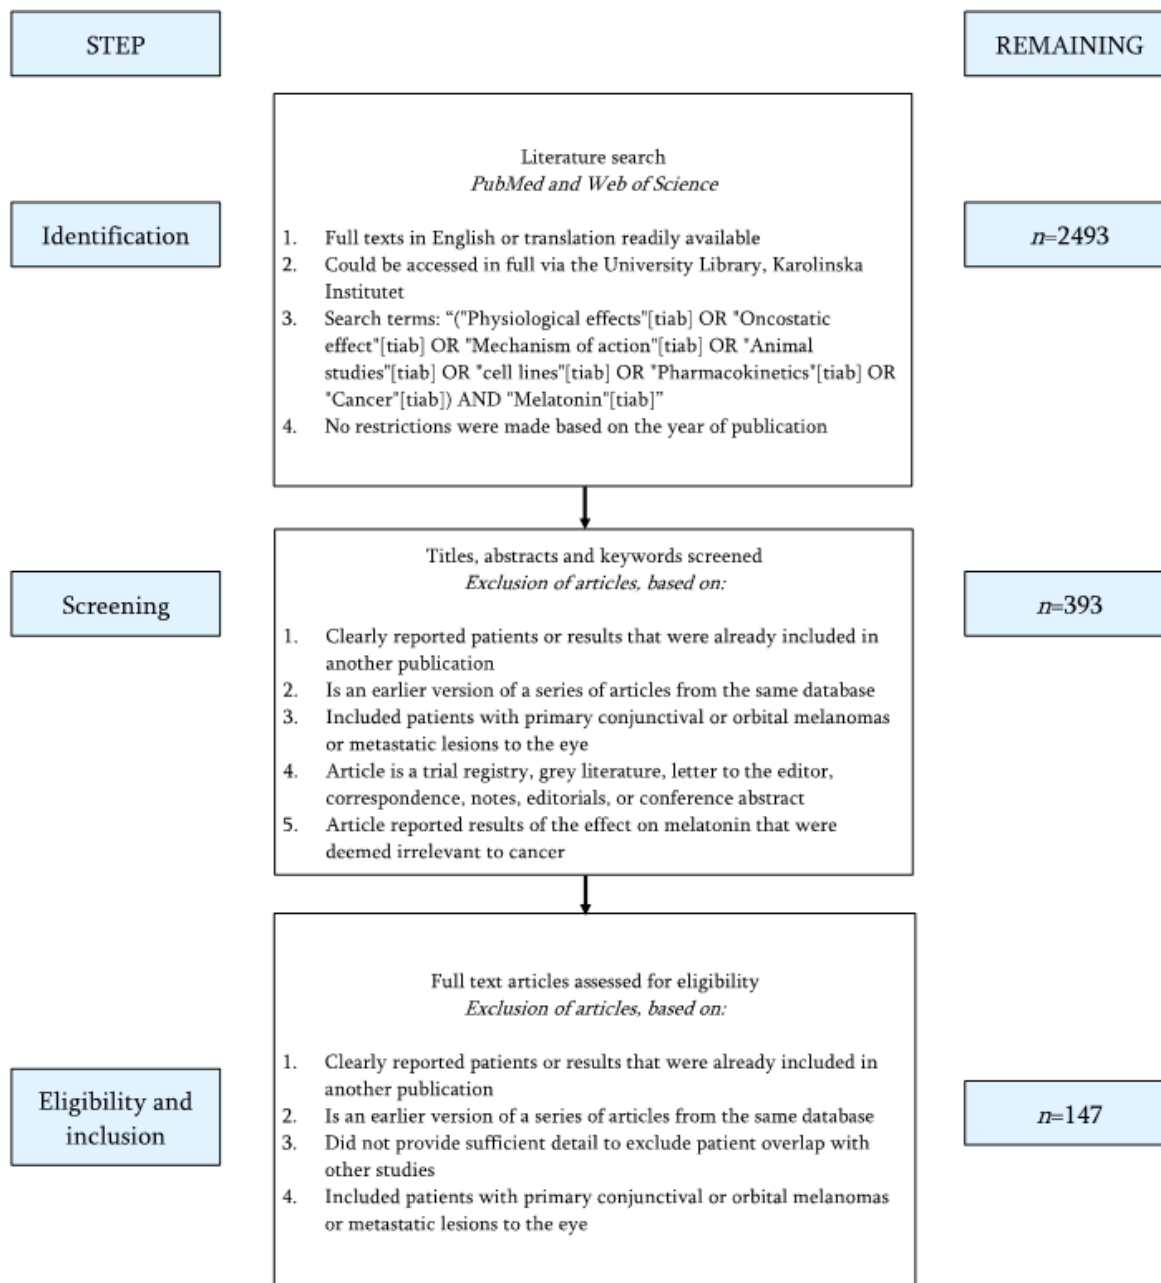 STEP
REMAINING
Literature search
PubMed and Web of Science
Identification
n=2493
1. Full texts in English or translation readily available
2. Could be accessed in full via the University Library, Karolinska
Institutet
3. Search terms: “("Physiological effects"[tiab] OR "Oncostatic
effect"[tiab] OR "Mechanism of action"[tiab] OR "Animal
studies"[tiab] OR "cell lines"[tiab] OR "Pharmacokinetics"[tiab] OR
"Cancer"[tiab]) AND "Melatonin"[tiab]”
4. No restrictions were made based on the year of publication
Titles, abstracts and keywords screened
Exclusion of articles, based on:
Screening
n=393
1. Clearly reported patients or results that were already included in
another publication
2. Is an earlier version of a series of articles from the same database
3. Included patients with primary conjunctival or orbital melanomas
or metastatic lesions to the eye
4. Article is a trial registry, grey literature, letter to the editor,
correspondence, notes, editorials, or conference abstract
5. Article reported results of the effect on melatonin that were
deemed irrelevant to cancer
Full text articles assessed for eligibility
Exclusion of articles, based on:
Eligibility and
inclusion
n=147
1. Clearly reported patients or results that were already included in
another publication
2. Is an earlier version of a series of articles from the same database
3. Did not provide sufficient detail to exclude patient overlap with
other studies
4. Included patients with primary conjunctival or orbital melanomas
or metastatic lesions to the eye